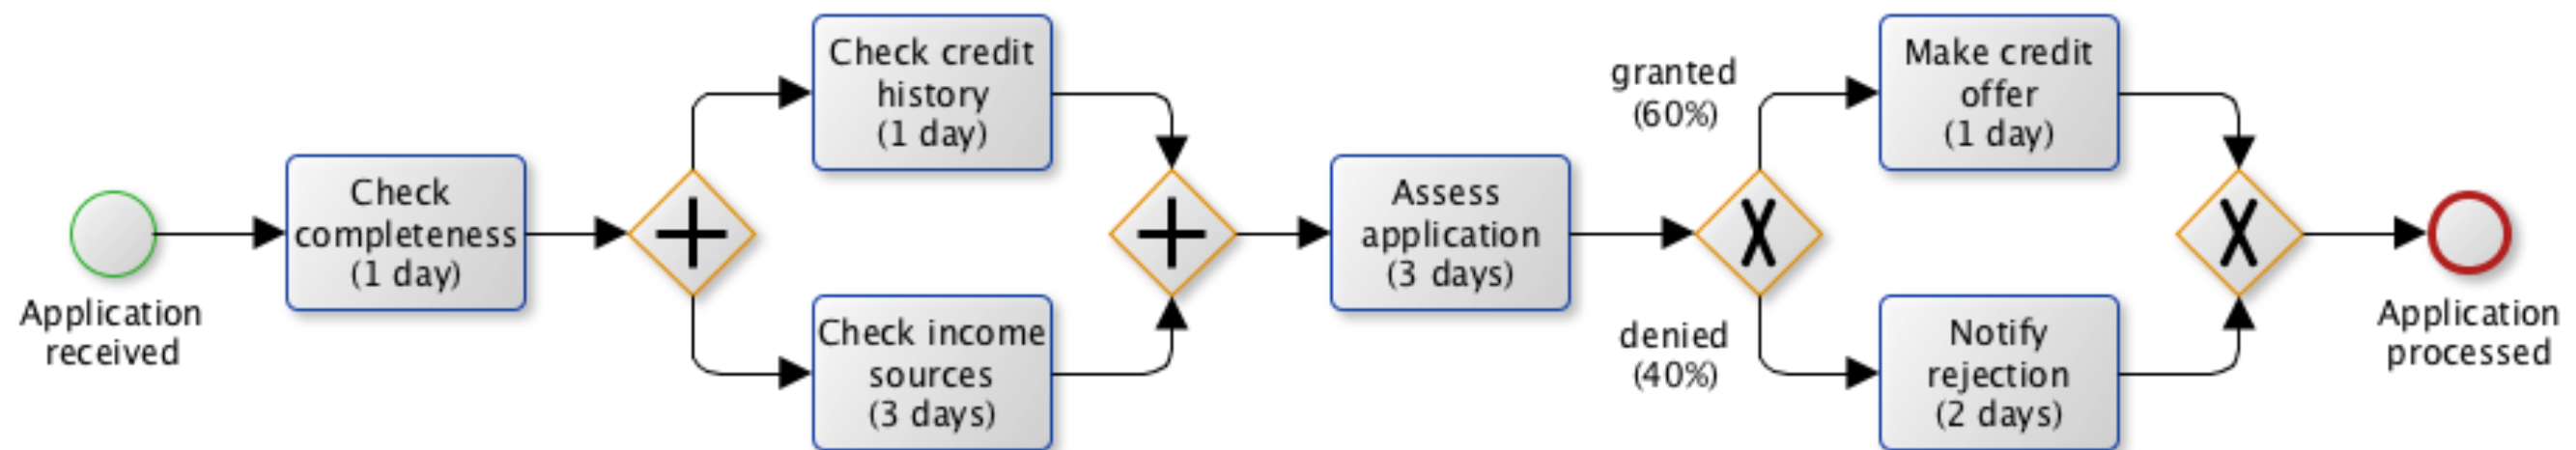 Application
received
Check
completeness
(1 day)
Check credit
history
(1 day)
Check income
sources
(3 days)
Assess
application
(3 days)
granted
(60%)
denied
(40%)
Make credit
offer
(1 day)
Notify
rejection
(2 days)
Application
processed